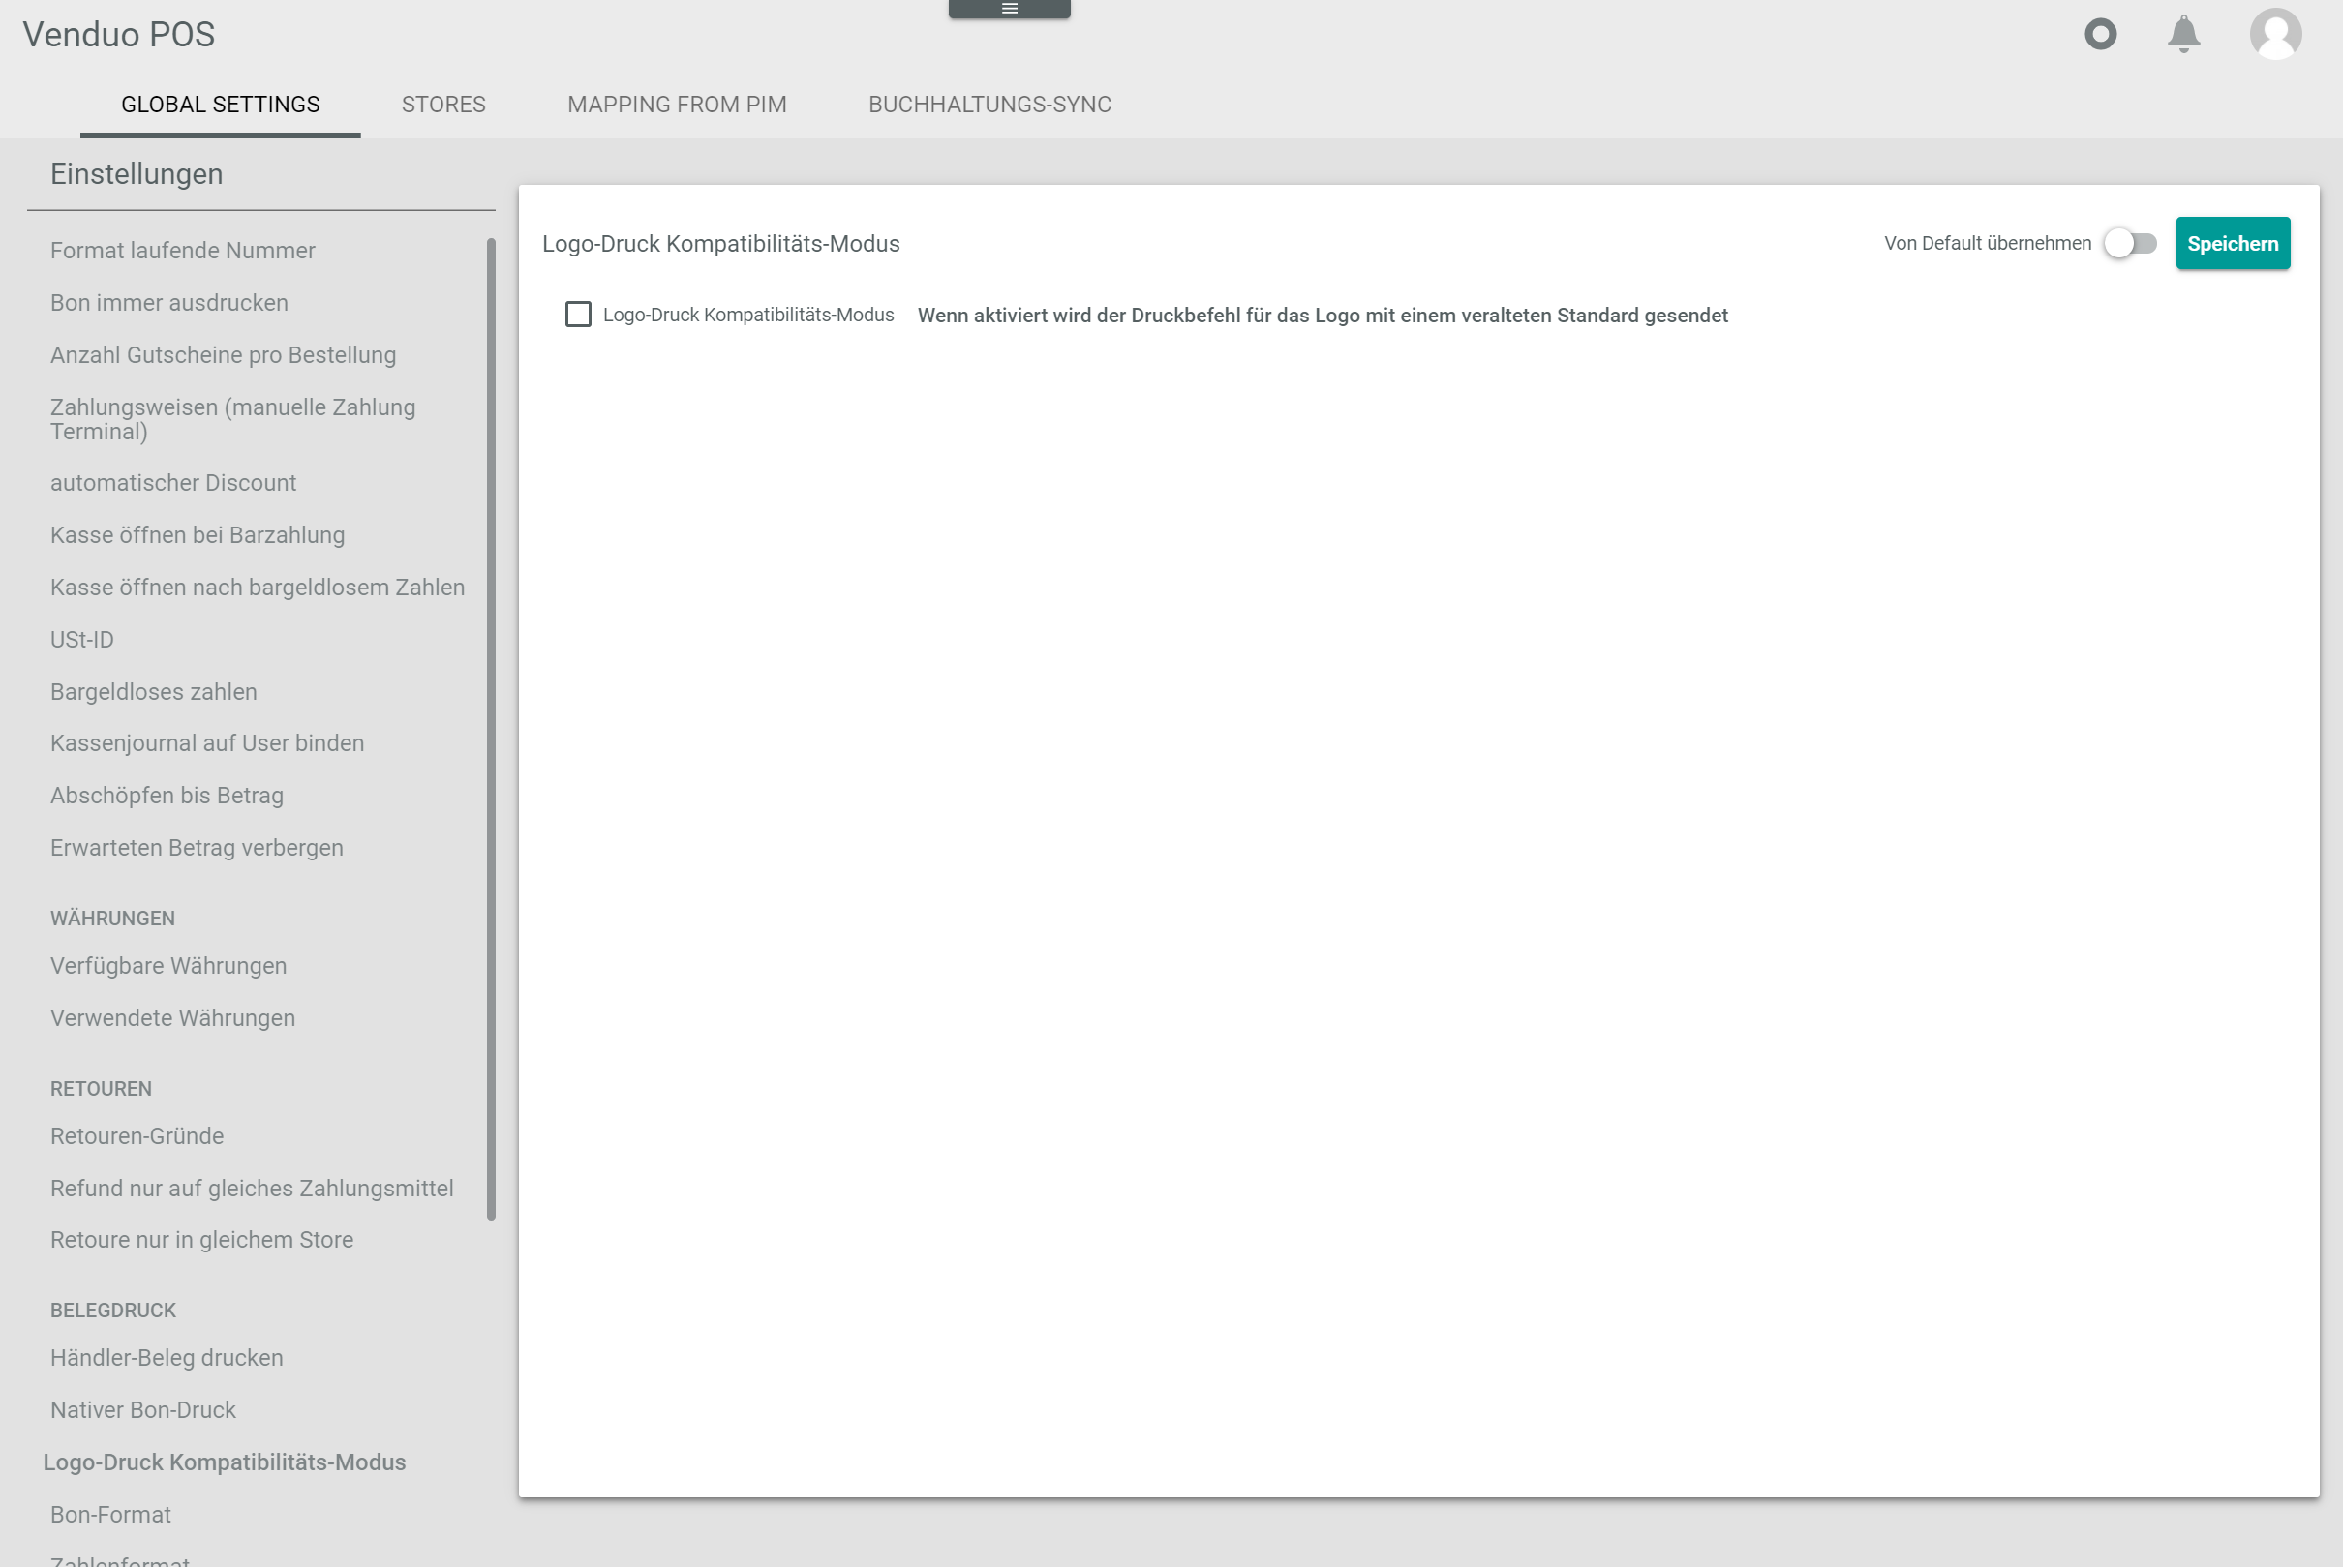 Venduo POS
GLOBAL SETTINGS
STORES
MAPPING FROM PIM
BUCHHALTUNGS-SYNC
Einstellungen
Format laufende Nummer
Bon immer ausdrucken
Anzahl Gutscheine pro Bestellung
Zahlungsweisen (manuelle Zahlung
Terminal)
automatischer Discount
Kasse öffnen bei Barzahlung
Kasse öffnen nach bargeldlosem Zahlen
USt-ID
Bargeldloses zahlen
Kassenjournal auf User binden
Abschöpfen bis Betrag
Erwarteten Betrag verbergen
WÄHRUNGEN
Verfügbare Währungen
Verwendete Währungen
RETOUREN
Retouren-Gründe
Refund nur auf gleiches Zahlungsmittel
Retoure nur in gleichem Store
BELEGDRUCK
Händler-Beleg drucken
Nativer Bon-Druck
Logo-Druck Kompatibilitäts-Modus
Bon-Format
Zahlenformat
Logo-Druck Kompatibilitäts-Modus
Von Default übernehmen
Speichern
Logo-Druck Kompatibilitäts-Modus
Wenn aktiviert wird der Druckbefehl für das Logo mit einem veralteten Standard gesendet